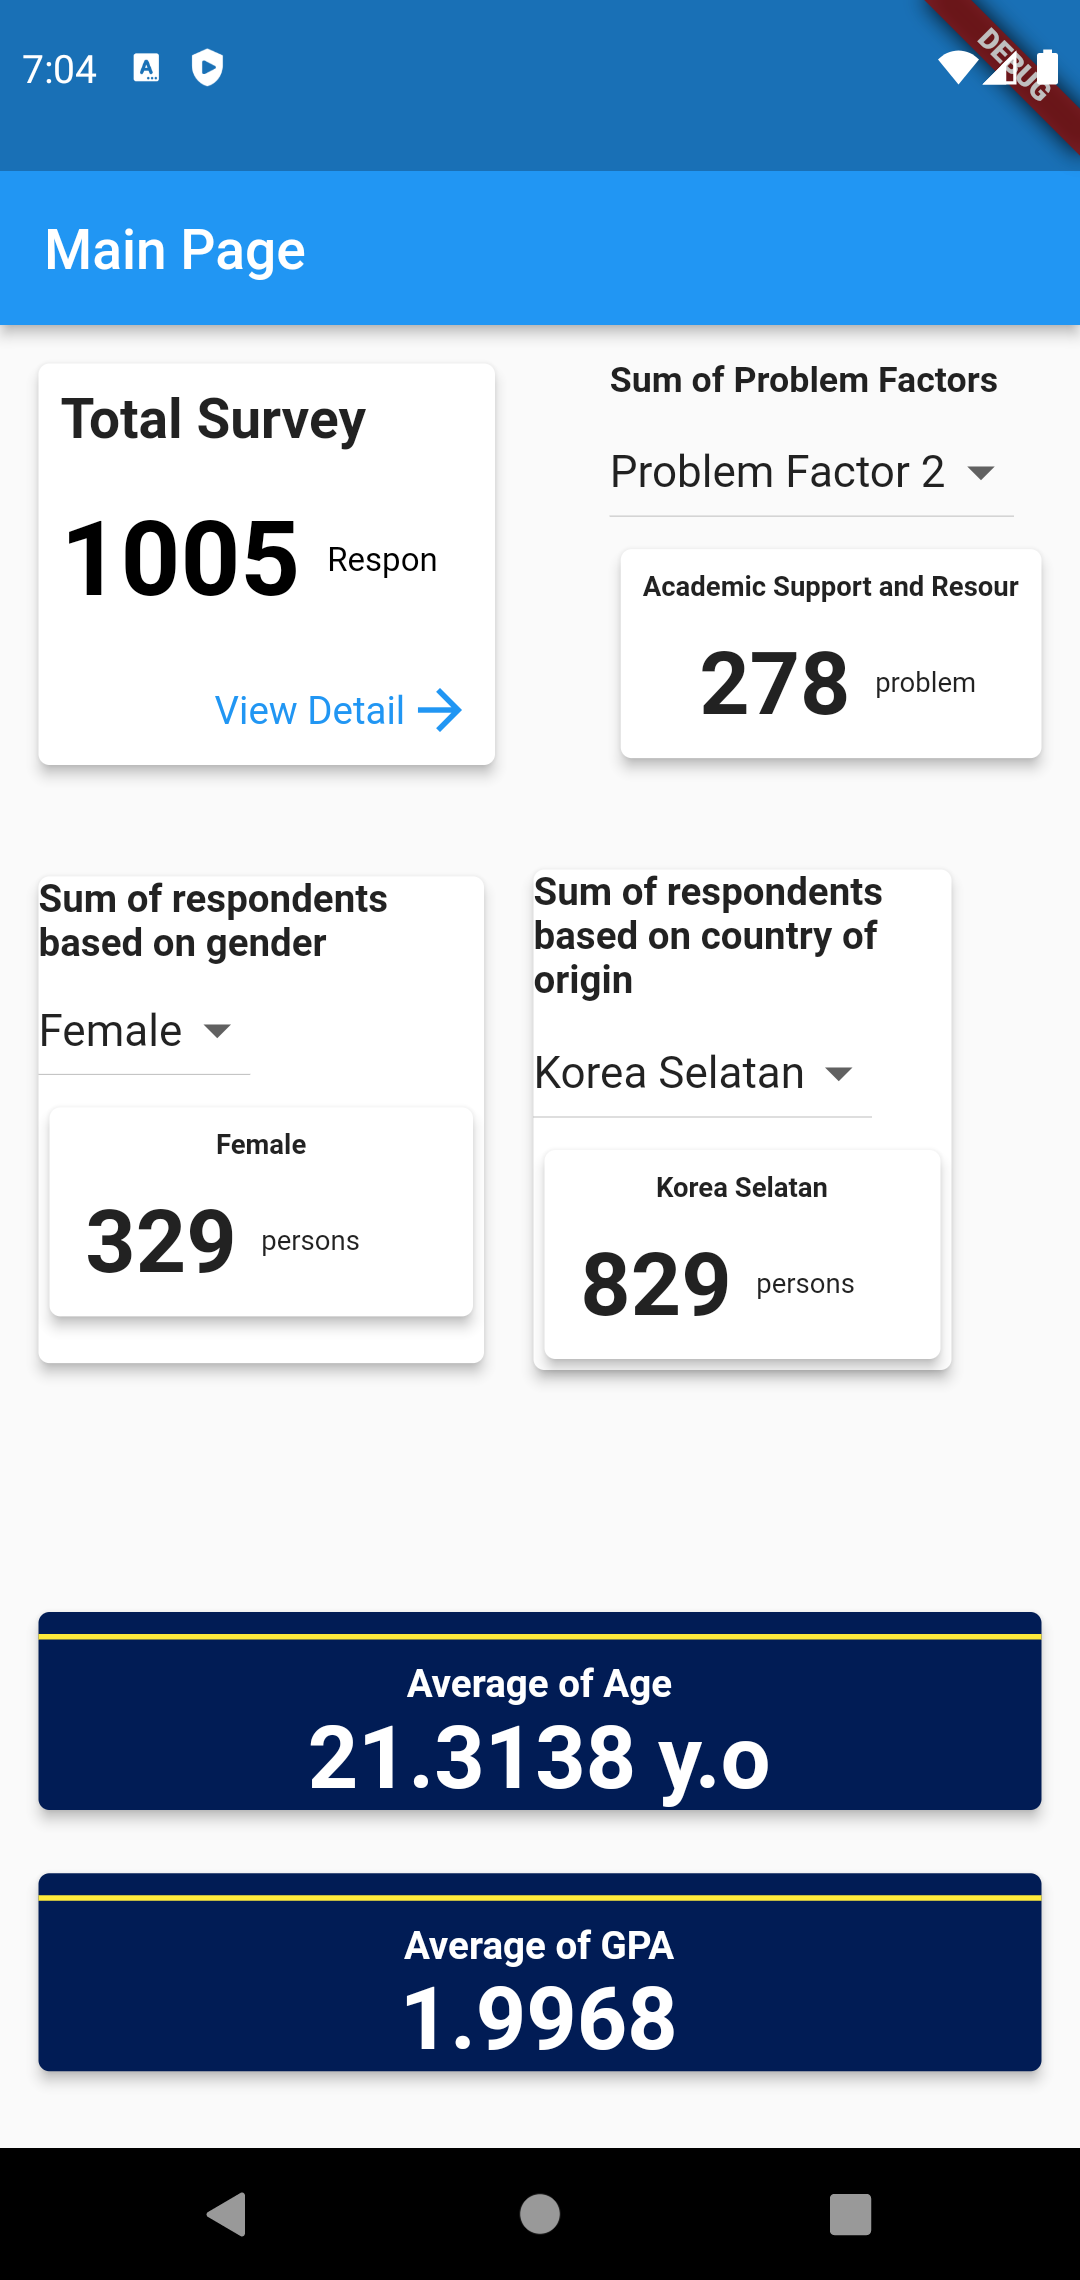 7:04
DEBUG
Main Page
Total Survey
1005 Respon
View Detail
Sum of Problem Factors
Problem Factor 2
Academic Support and Resour
278 problem
Sum of respondents
based on gender
Female
Female
329 persons
Sum of respondents
based on country of
origin
Korea Selatan
Korea Selatan
829 persons
Average of Age
21.3138 y.o
Average of GPA
1.9968